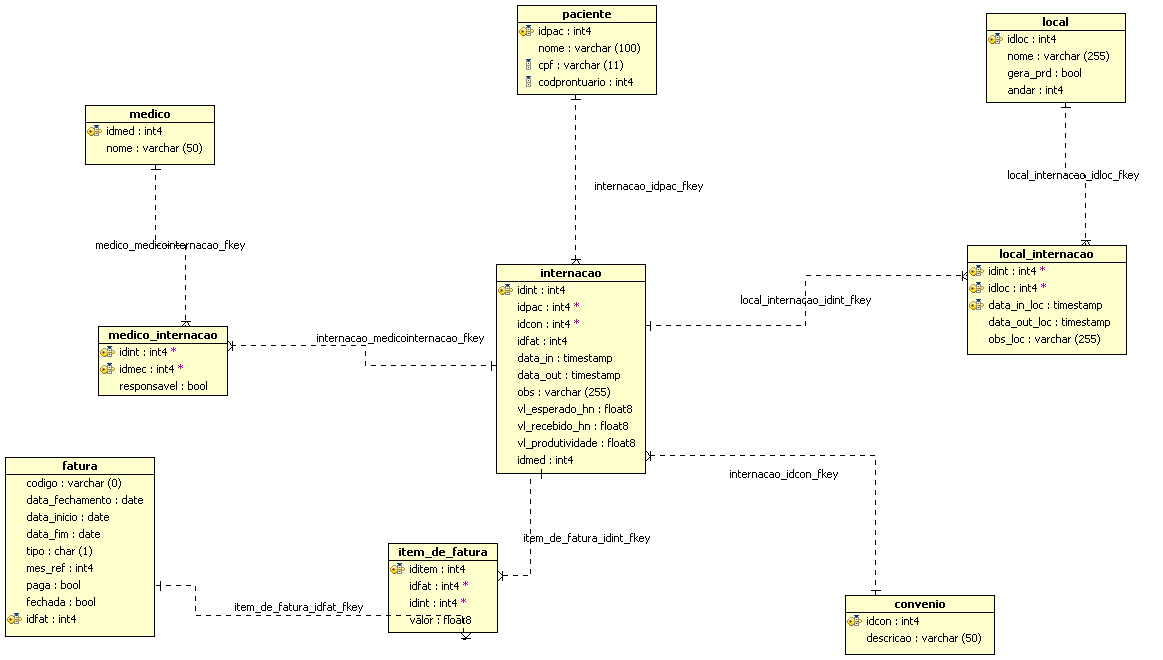 paciente
idpac : int4
nome : varchar (100)
cpf : varchar (11)
codprontuario : int4
local
idloc : int4
nome : varchar (255)
gera_prd : bool
andar : int4
medico
idmed : int4
nome : varchar (50)
internacao_idpac_fkey
local_internacao_idloc_fkey
medico_medicointernacao_fkey
local_internacao
idint : int4 *
idloc : int4 *
data_in_loc : timestamp
data_out_loc : timestamp
obs_loc : varchar (255)
internacao
idint : int4
idpac : int4 *
idcon : int4 *
idfat : int4
data_in : timestamp
data_out : timestamp
obs : varchar (255)
vl_esperado_hn : float8
vl_recebido_hn : float8
vl_produtividade : float8
idmed : int4
local_internacao_idint_fkey
medico_internacao
idint : int4 *
idmec : int4 *
responsavel : bool
internacao_medicointernacao_fkey
fatura
codigo : varchar (0)
data_fechamento : date
data_inicio : date
data_fim : date
tipo : char (1)
mes_ref : int4
paga : bool
fechada : bool
idfat : int4
internacao_idcon_fkey
item_de_fatura_idint_fkey
item_de_fatura
iditem : int4
idfat : int4 *
idint : int4 *
valor : float8
item_de_fatura_idfat_fkey
convenio
idcon : int4
descricao : varchar (50)